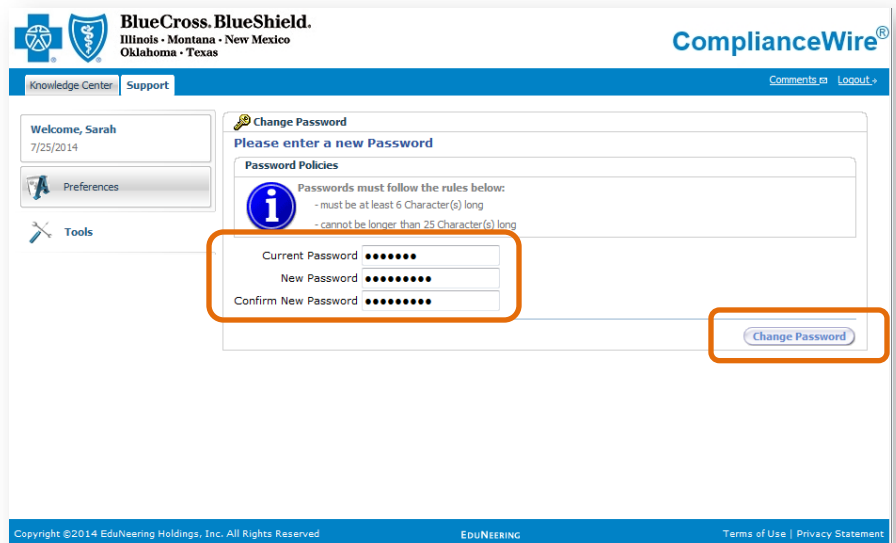 BlueCross. BlueShield.
Illinois · Montana · New Mexico
Oklahoma · Texas
ComplianceWire®
Knowledge Center Support
Comments Logout
Welcome, Sarah
7/25/2014
Preferences
Tools
Change Password
Please enter a new Password
Password Policies
Passwords must follow the rules below:
- must be at least 6 Character(s) long
- cannot be longer than 25 Character(s) long
Current Password •••••••
New Password •••••••••
Confirm New Password •••••••••
Change Password
Copyright ©2014 EduNeering Holdings, Inc. All Rights Reserved EDUNEERING Terms of Use | Privacy Statement